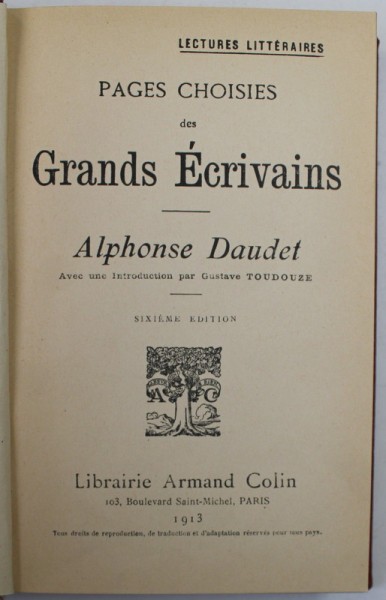 LECTURES LITTÉRAIRES
PAGES CHOISIES
des
Grands Écrivains
Alphonse Daudet
Avec une Introduction par Gustave TOUDOUZE
SIXIÈME EDITION
A C
Librairie Armand Colin
103, Boulevard Saint-Michel, PARIS
1913
Tous droits de reproduction, de traduction et d'adaptation réservés pour tous pays.